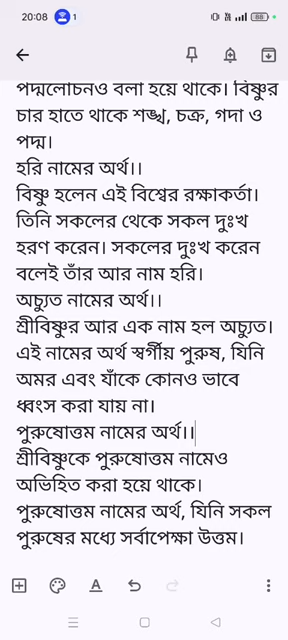 20:08
1
88
পদ্মলোচনও বলা হয়ে থাকে। বিষ্ণুর
চার হাতে থাকে শঙ্খ, চক্র, গদা ও
পদ্ম।
হরি নামের অর্থ।।
বিষ্ণু হলেন এই বিশ্বের রক্ষাকর্তা।
তিনি সকলের থেকে সকল দুঃখ
হরণ করেন। সকলের দুঃখ করেন
বলেই তাঁর আর নাম হরি।
অচ্যুত নামের অর্থ।।
শ্রীবিষ্ণুর আর এক নাম হল অচ্যুত।
এই নামের অর্থ স্বর্গীয় পুরুষ, যিনি
অমর এবং যাঁকে কোনও ভাবে
ধ্বংস করা যায় না।
পুরুষোত্তম নামের অর্থ।।
শ্রীবিষ্ণুকে পুরুষোত্তম নামেও
অভিহিত করা হয়ে থাকে।
পুরুষোত্তম নামের অর্থ, যিনি সকল
পুরুষের মধ্যে সর্বাপেক্ষা উত্তম।
A